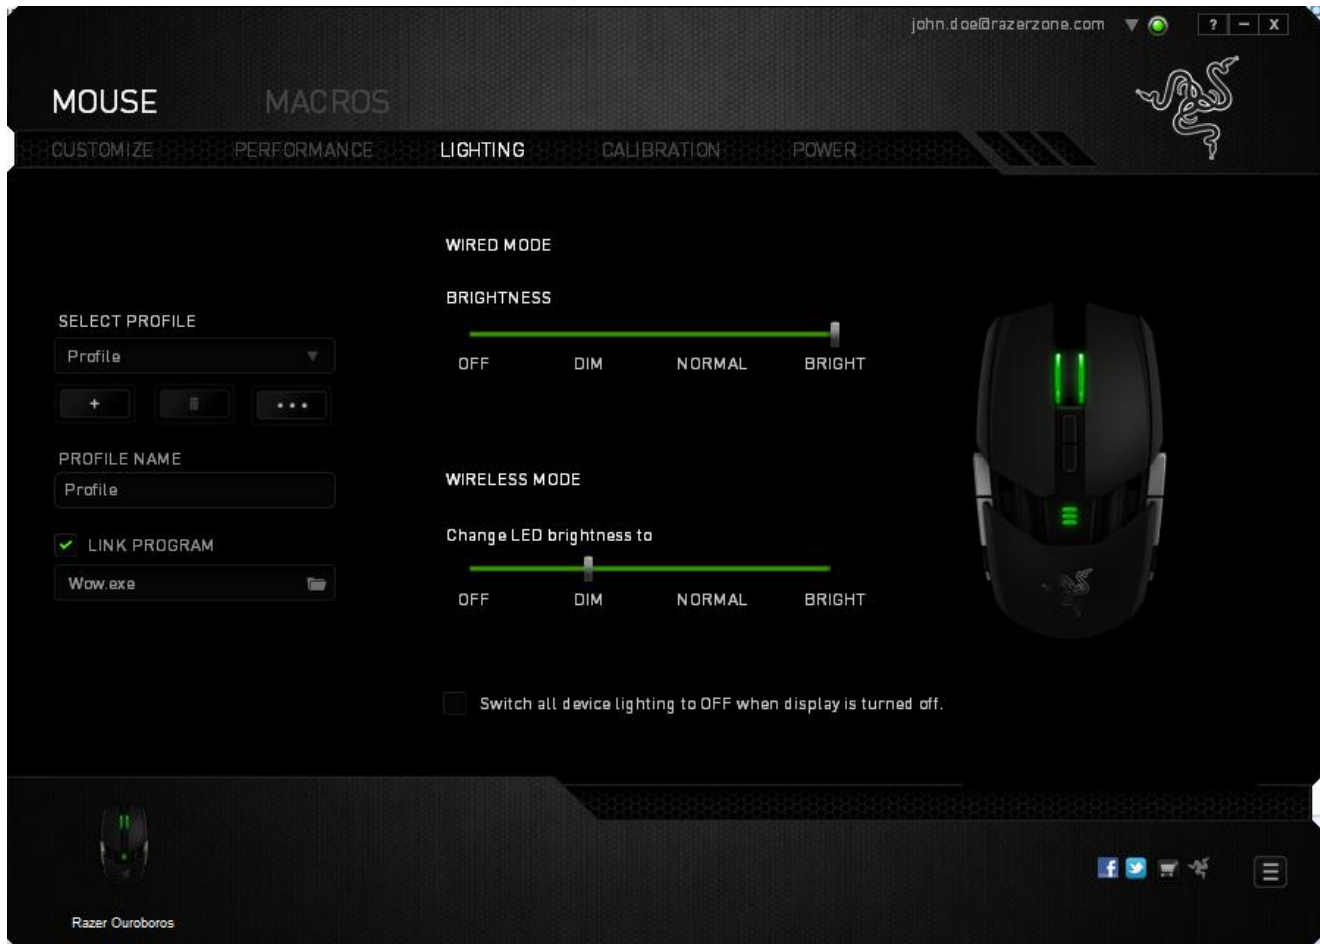 john.doe@razerzone.com ? – X
MOUSE MACROS
CUSTOMIZE PERFORMANCE LIGHTING CALIBRATION POWER
WIRED MODE
BRIGHTNESS
OFF DIM NORMAL BRIGHT
SELECT PROFILE
Profile
+ •••
PROFILE NAME
Profile
LINK PROGRAM
Wow.exe
WIRELESS MODE
Change LED brightness to
OFF DIM NORMAL BRIGHT
Switch all device lighting to OFF when display is turned off.
Razer Ouroboros